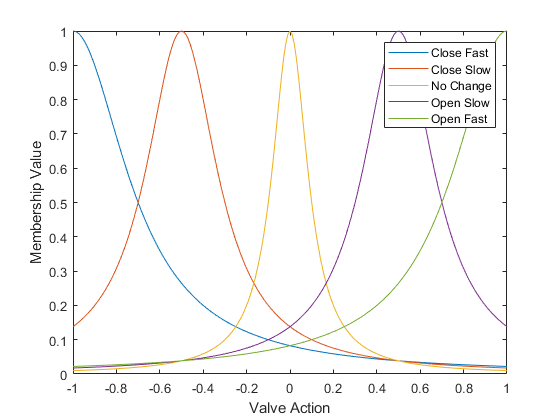 1
0.9
0.8
0.7
0.6
0.5
0.4
0.3
0.2
0.1
0
Membership Value
Close Fast
Close Slow
No Change
Open Slow
Open Fast
-1 -0.8 -0.6 -0.4 -0.2 0 0.2 0.4 0.6 0.8 1
Valve Action